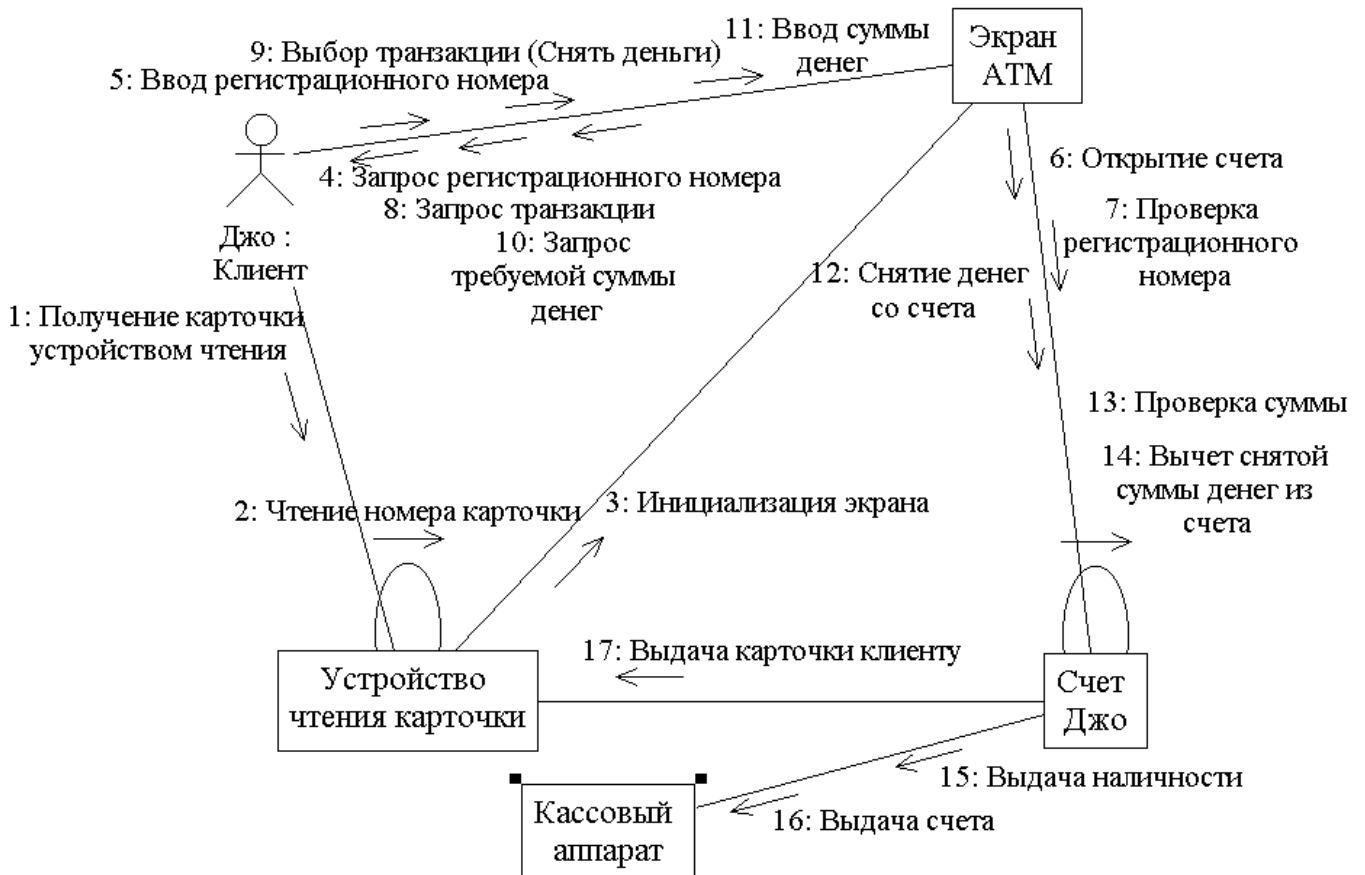 11: Ввод суммы
денег
9: Выбор транзакции (Снять деньги)
5: Ввод регистрационного номера
Экран
АТМ
4: Запрос регистрационного номера
8: Запрос транзакции
10: Запрос
требуемой суммы
денег
6: Открытие счета
7: Проверка
регистрационного
номера
Джо :
Клиент
12: Снятие денег
со счета
1: Получение карточки
устройством чтения
13: Проверка суммы
14: Вычет снятой
суммы денег из
счета
2: Чтение номера карточки
3: Инициализация экрана
17: Выдача карточки клиенту
Устройство
чтения карточки
Счет
Джо
15: Выдача наличности
16: Выдача счета
Кассовый
аппарат